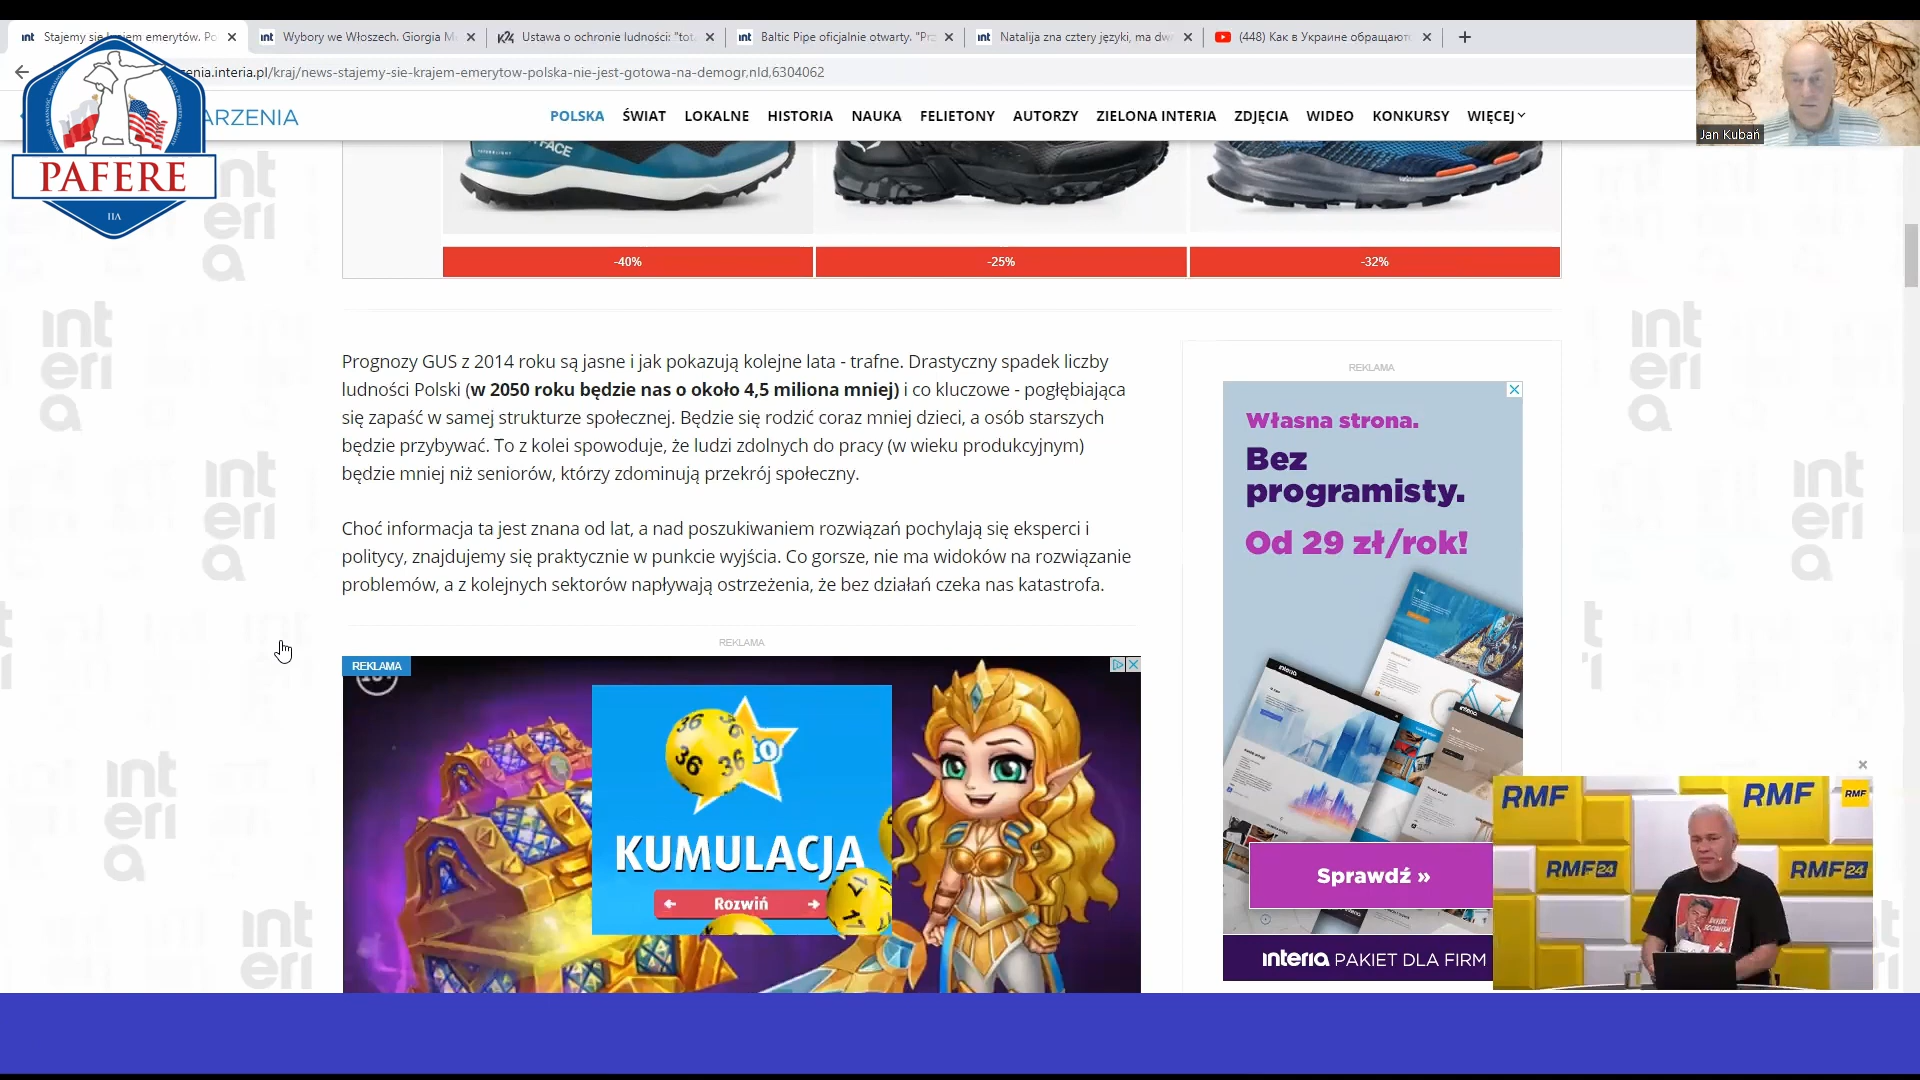 Stajemy się krajem emerytów. Po
Wybory we Włoszech. Giorgia M
Ustawa o ochronie ludności: "tot
Baltic Pipe oficjalnie otwarty. "Prz
Natalija zna cztery języki, ma dw
(448) Как в Украине обращают
enia.interia.pl/kraj/news-stajemy-sie-krajem-emerytow-polska-nie-jest-gotowa-na-demogr,nId,6304062
ARZENIA
POLSKA ŚWIAT LOKALNE HISTORIA NAUKA FELIETONY AUTORZY ZIELONA INTERIA ZDJĘCIA WIDEO KONKURSY WIĘCEJ
Jan Kubań
PAFERE
-40%
-25%
-32%
Prognozy GUS z 2014 roku są jasne i jak pokazują kolejne lata - trafne. Drastyczny spadek liczby
ludności Polski (w 2050 roku będzie nas o około 4,5 miliona mniej) i co kluczowe - pogłębiająca
się zapaść w samej strukturze społecznej. Będzie się rodzić coraz mniej dzieci, a osób starszych
będzie przybywać. To z kolei spowoduje, że ludzi zdolnych do pracy (w wieku produkcyjnym)
będzie mniej niż seniorów, którzy zdominują przekrój społeczny.
Choć informacja ta jest znana od lat, a nad poszukiwaniem rozwiązań pochylają się eksperci i
politycy, znajdujemy się praktycznie w punkcie wyjścia. Co gorsze, nie ma widoków na rozwiązanie
problemów, a z kolejnych sektorów napływają ostrzeżenia, że bez działań czeka nas katastrofa.
REKLAMA
REKLAMA
36
36
36
KUMULACJA
Rozwiń
REKLAMA
Własna strona.
Bez
programisty.
Od 29 zł/rok!
Sprawdź »
interia PAKIET DLA FIRM
RMF
RMF
RMF
RMF24
RMF24